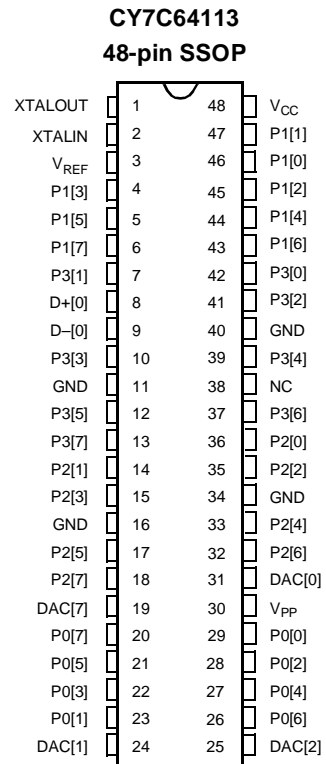 CY7C64113
48-pin SSOP
XTALOUT 1 48 VCC
XTALIN 2 47 P1[1]
VREF 3 46 P1[0]
P1[3] 4 45 P1[2]
P1[5] 5 44 P1[4]
P1[7] 6 43 P1[6]
P3[1] 7 42 P3[0]
D+[0] 8 41 P3[2]
D–[0] 9 40 GND
P3[3] 10 39 P3[4]
GND 11 38 NC
P3[5] 12 37 P3[6]
P3[7] 13 36 P2[0]
P2[1] 14 35 P2[2]
P2[3] 15 34 GND
GND 16 33 P2[4]
P2[5] 17 32 P2[6]
P2[7] 18 31 DAC[0]
DAC[7] 19 30 VPP
P0[7] 20 29 P0[0]
P0[5] 21 28 P0[2]
P0[3] 22 27 P0[4]
P0[1] 23 26 P0[6]
DAC[1] 24 25 DAC[2]